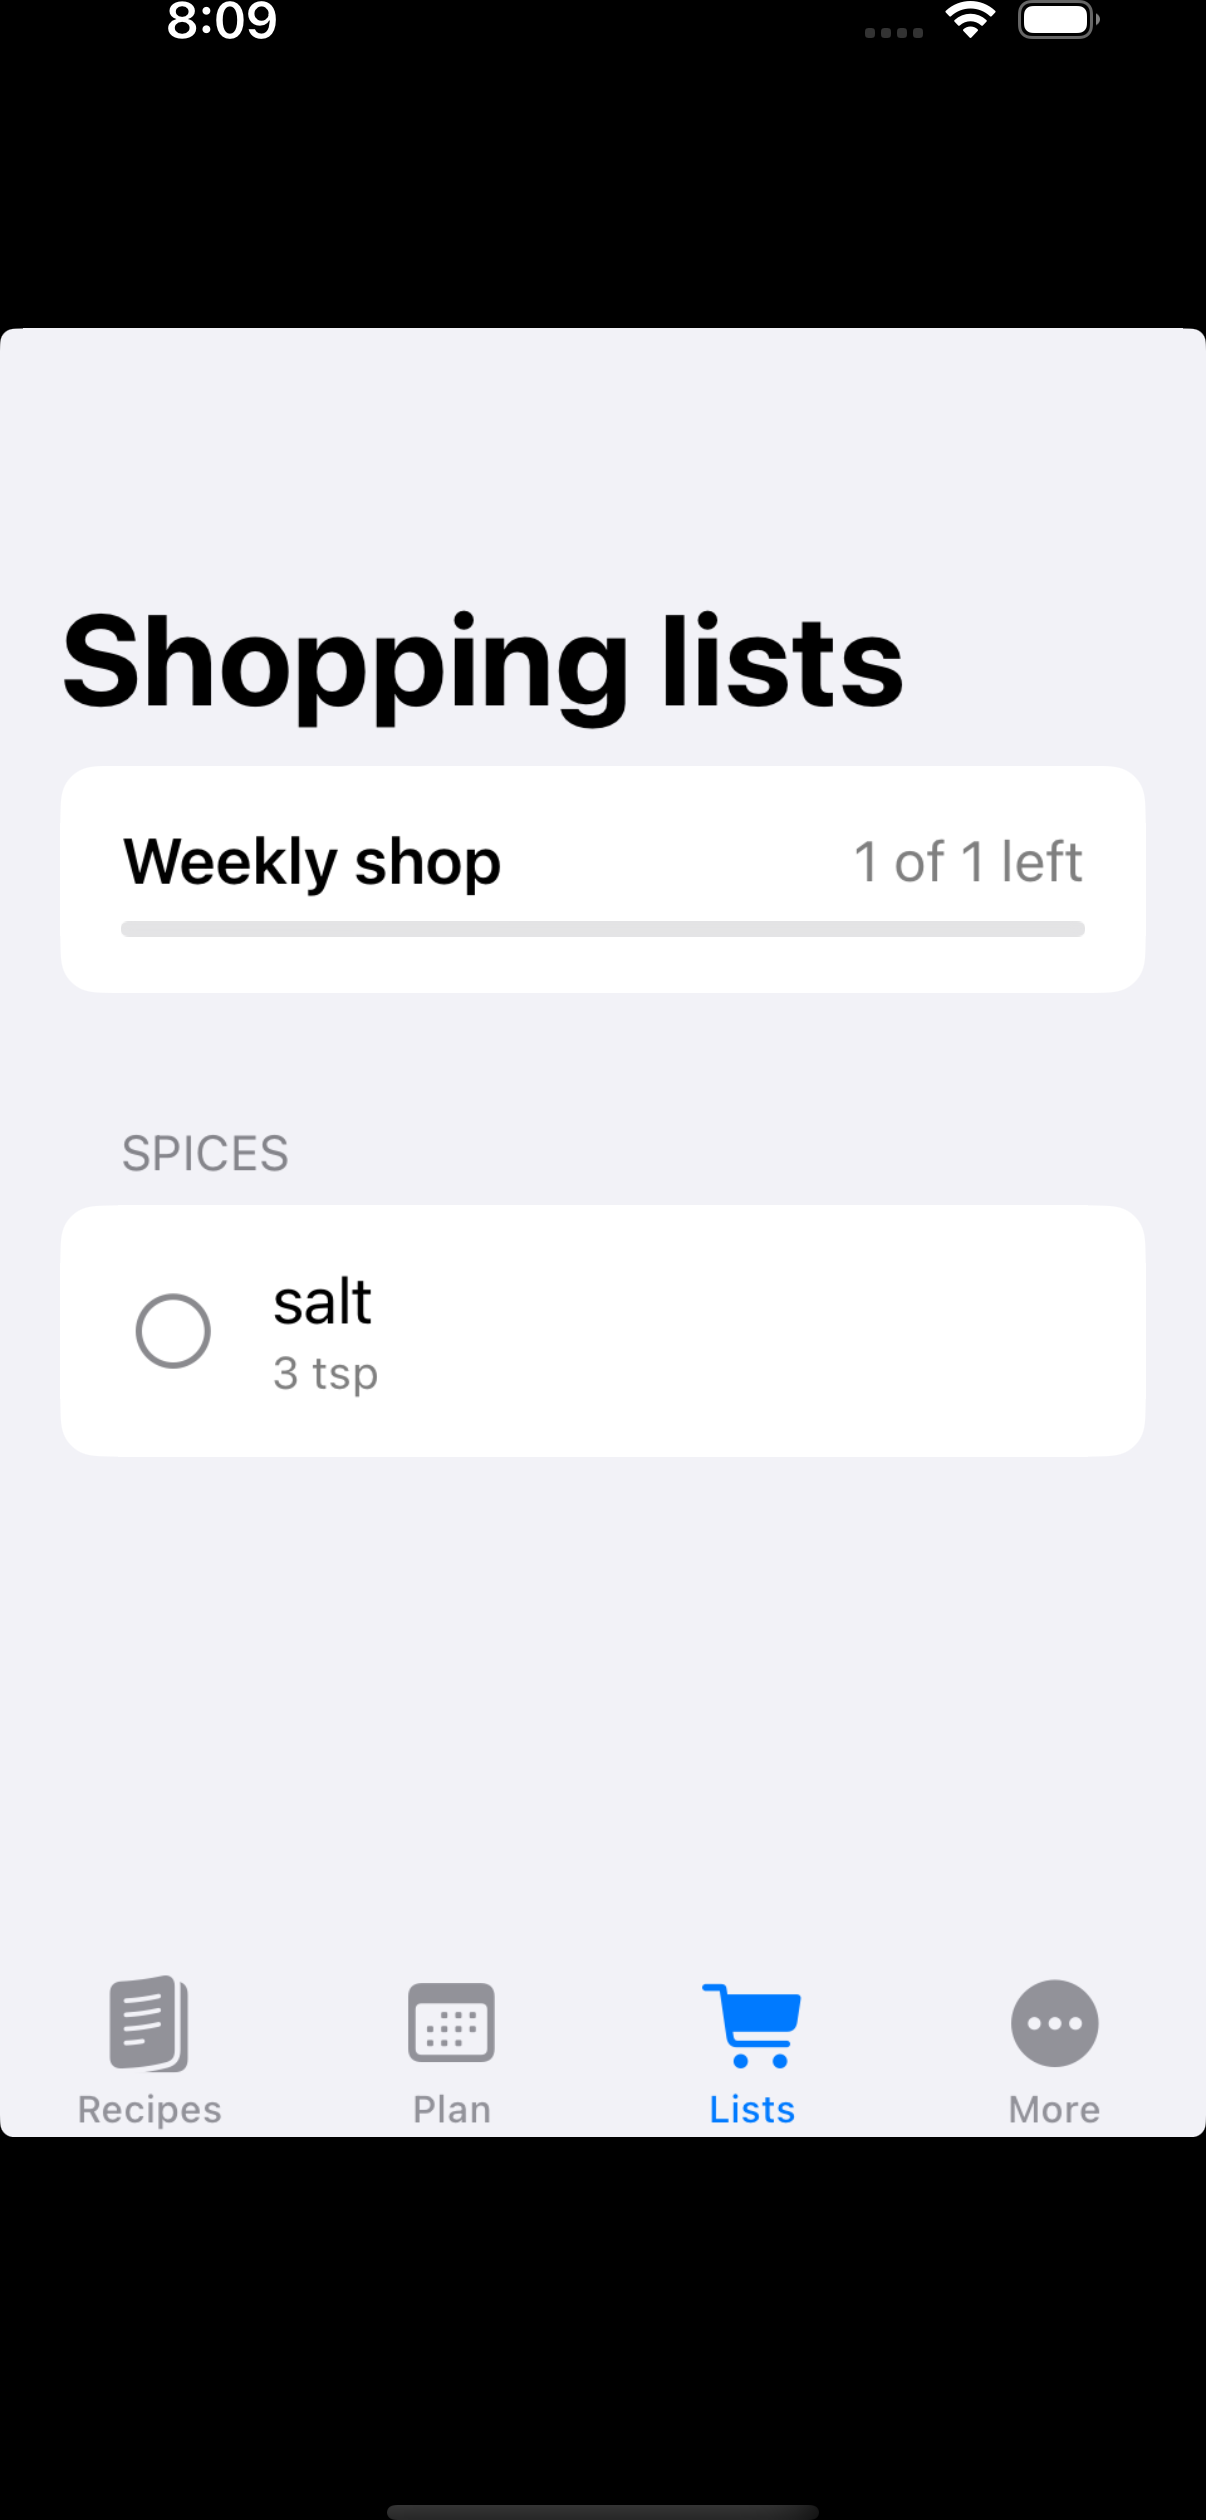 8:09
Shopping lists
Weekly shop 1 of 1 left
SPICES
salt
3 tsp
Recipes Plan Lists More